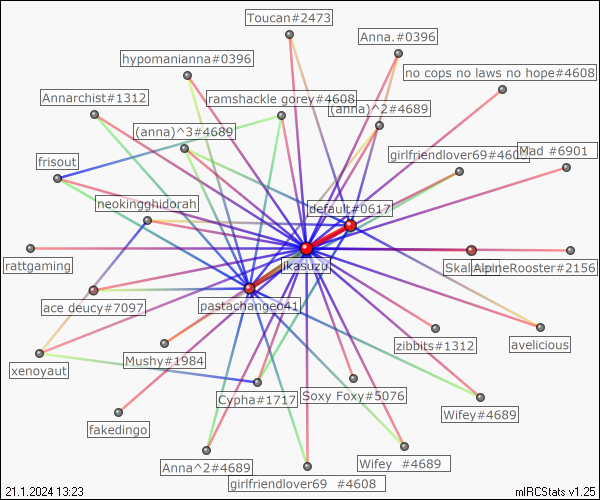 Toucan#2473
Anna.#0396
hypomanianna#0396
no cops no laws no hope#4608
Annarchist#1312
ramshackle gorey#4608
(anna)^2#4689
(anna)^3#4689
girlfriendlover69#4608
Mad #6901
frisout
neokingghidorah
default#0617
rattgaming
ikasuzu
AlpineRooster#2156
ace deucy#7097
pastachangeo41
Mushy#1984
zibbits#1312
avelicious
xenoyaut
Cypha#1717
Soxy Foxy#5076
fakedingo
Wifey#4689
Anna^2#4689
Wifey #4689
girlfriendlover69 #4608
21.1.2024 13:23
mIRCStats v1.25